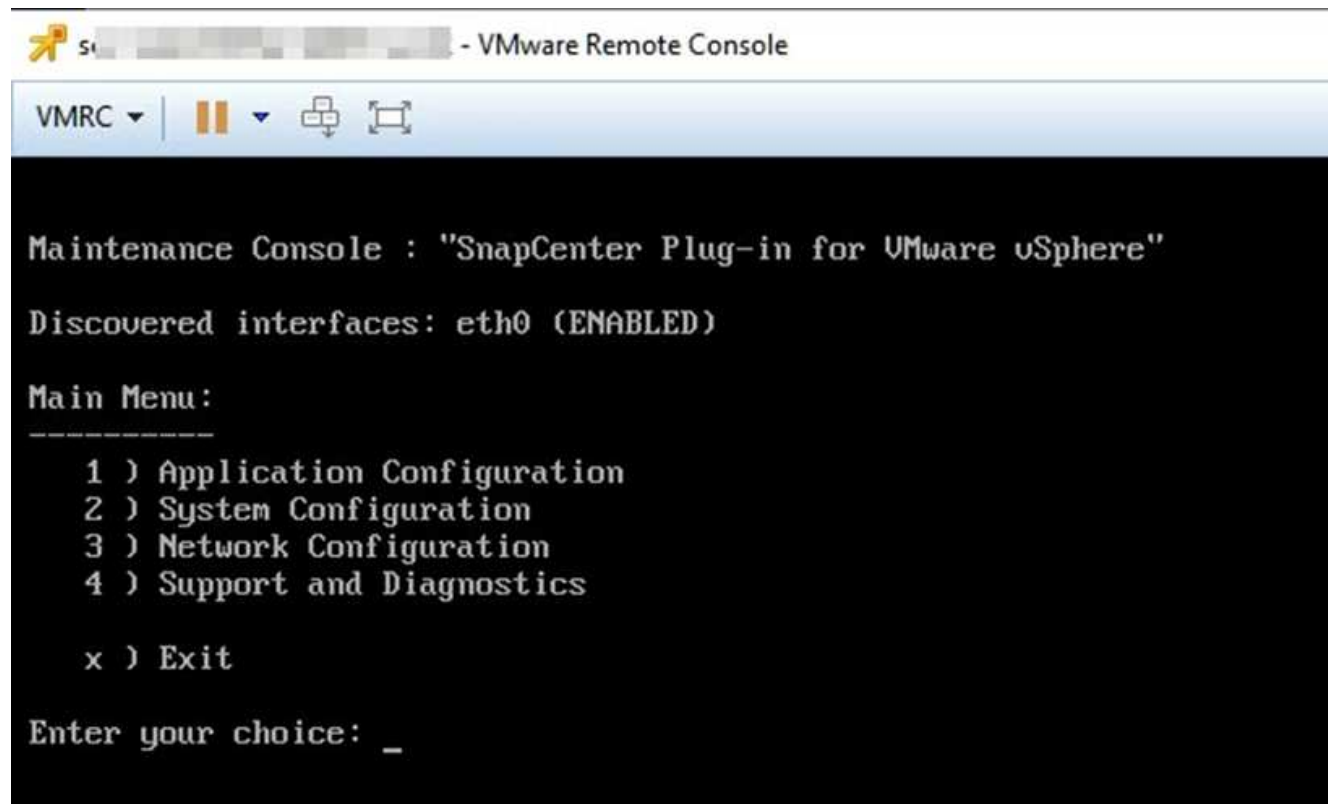 - VMware Remote Console
VMRC
Maintenance Console : "SnapCenter Plug-in for VMware vSphere"
Discovered interfaces: eth0 (ENABLED)
Main Menu:
----------
1 ) Application Configuration
2 ) System Configuration
3 ) Network Configuration
4 ) Support and Diagnostics
x ) Exit
Enter your choice: _